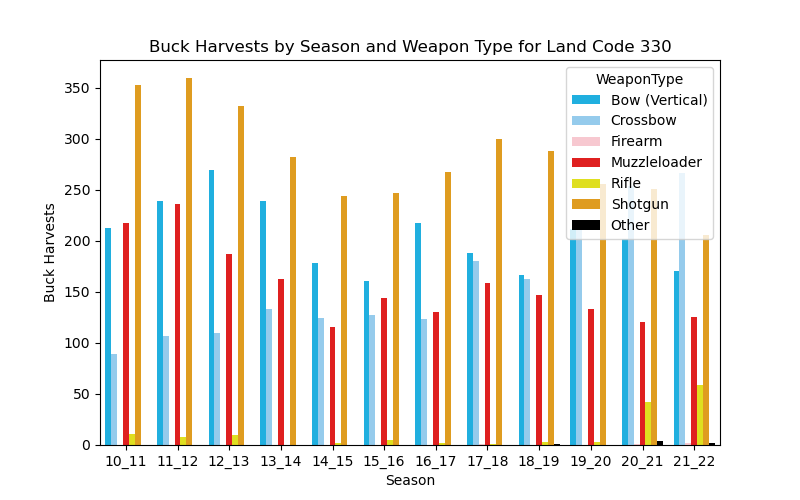 Buck Harvests by Season and Weapon Type for Land Code 330
WeaponType
Bow (Vertical)
Crossbow
Firearm
Muzzleloader
Rifle
Shotgun
Other
Buck Harvests
350
300
250
200
150
100
50
0
10_11 11_12 12_13 13_14 14_15 15_16 16_17 17_18 18_19 19_20 20_21 21_22
Season